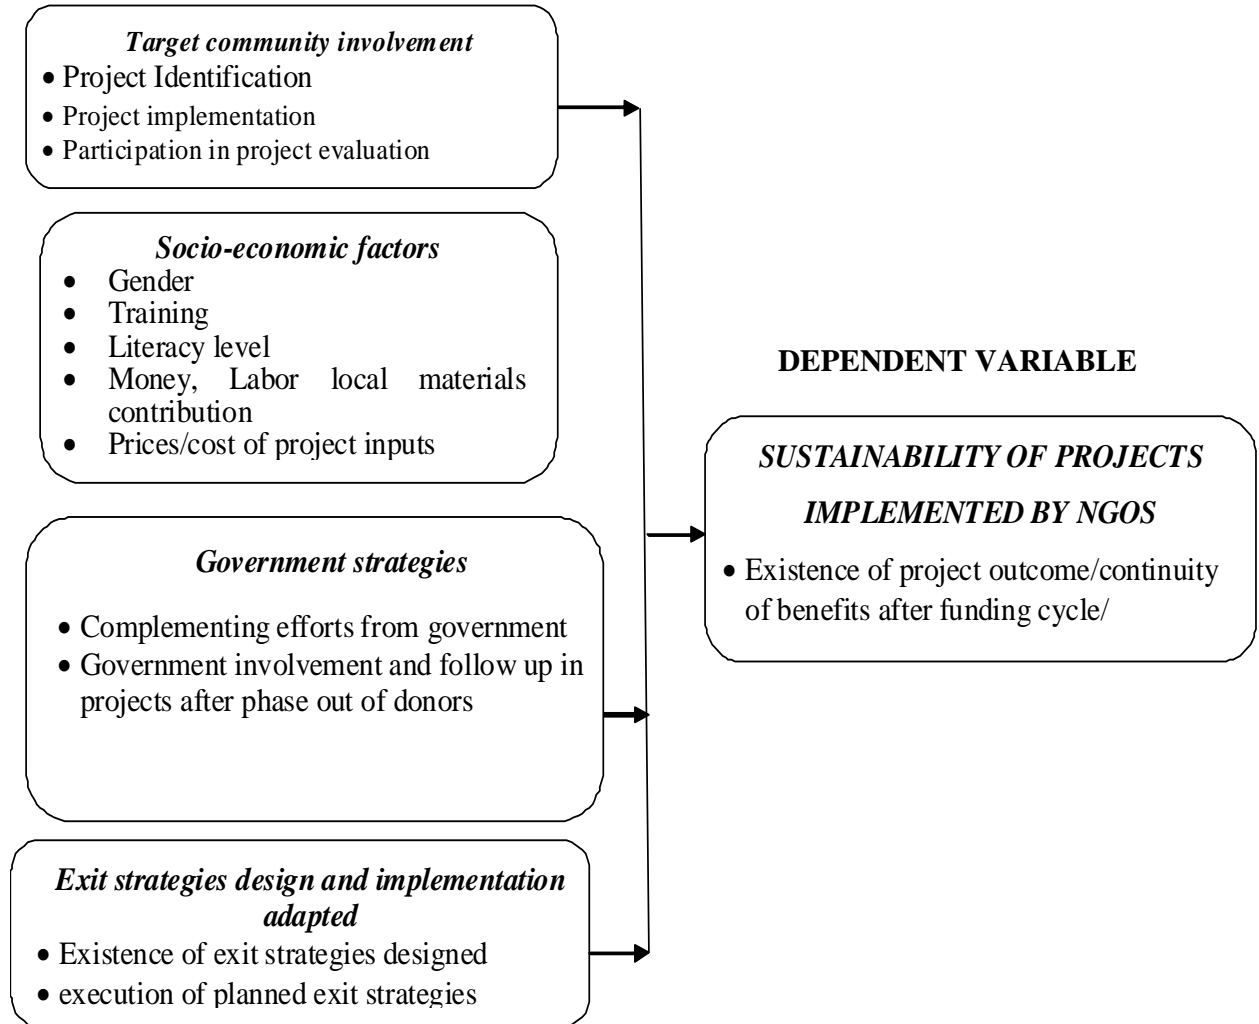 Target community involvement
• Project Identification
• Project implementation
• Participation in project evaluation
Socio-economic factors
• Gender
• Training
• Literacy level
• Money, Labor local materials
contribution
• Prices/cost of project inputs
Government strategies
• Complementing efforts from government
• Government involvement and follow up in
projects after phase out of donors
Exit strategies design and implementation
adapted
• Existence of exit strategies designed
• execution of planned exit strategies
DEPENDENT VARIABLE
SUSTAINABILITY OF PROJECTS
IMPLEMENTED BY NGOS
• Existence of project outcome/continuity
of benefits after funding cycle/